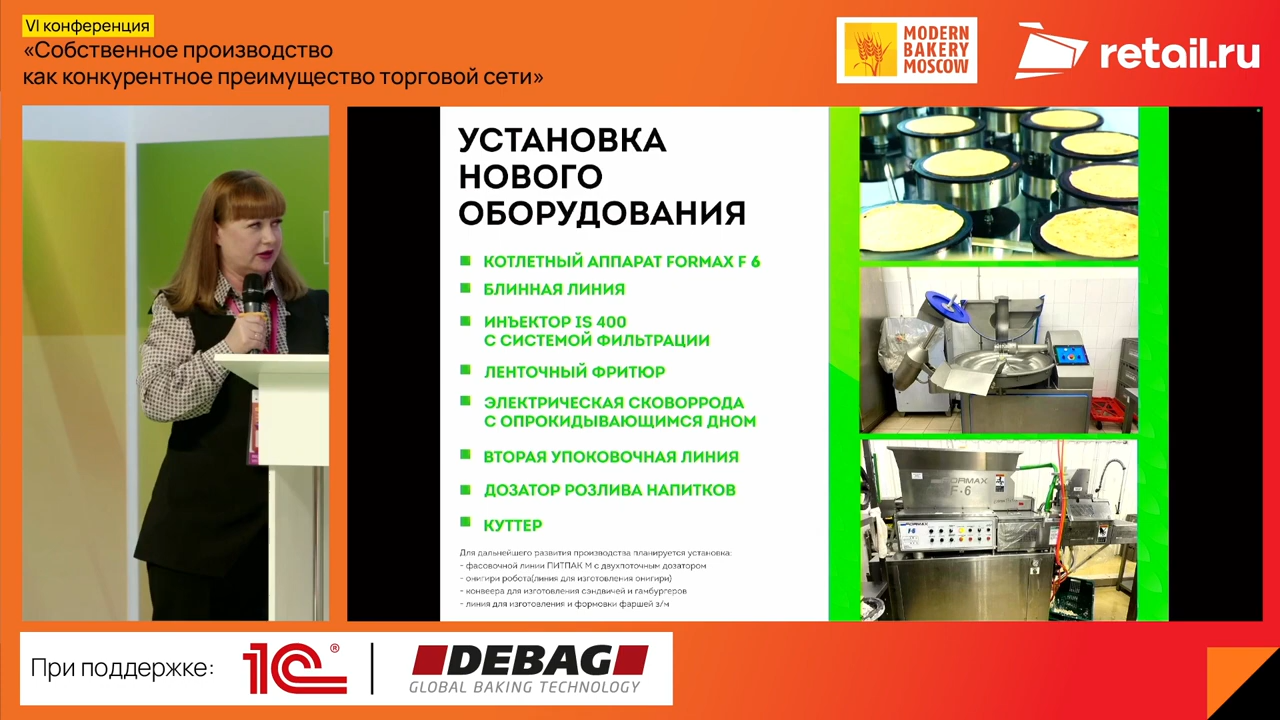 VI конференция
«Собственное производство
как конкурентное преимущество торговой сети»
MODERN
BAKERY
MOSCOW
retail.ru
УСТАНОВКА
НОВОГО
ОБОРУДОВАНИЯ
КОТЛЕТНЫЙ АППАРАТ FORMAX F 6
БЛИННАЯ ЛИНИЯ
ИНЪЕКТОР IS 400
С СИСТЕМОЙ ФИЛЬТРАЦИИ
ЛЕНТОЧНЫЙ ФРИТЮР
ЭЛЕКТРИЧЕСКАЯ СКОВОРРОДА
С ОПРОКИДЫВАЮЩИМСЯ ДНОМ
ВТОРАЯ УПОКОВОЧНАЯ ЛИНИЯ
ДОЗАТОР РОЗЛИВА НАПИТКОВ
КУТТЕР
Для дальнейшего развития производства планируется установка:
- фасовочной линии ПИТПАК М с двухпоточным дозатором
- онигири робота(линия для изготовления онигири)
- конвеера для изготовления сэндвичей и гамбургеров
- линия для изготовления и формовки фаршей з/м
FORMAX
F-6
При поддержке:
1С®
DEBAG
GLOBAL BAKING TECHNOLOGY